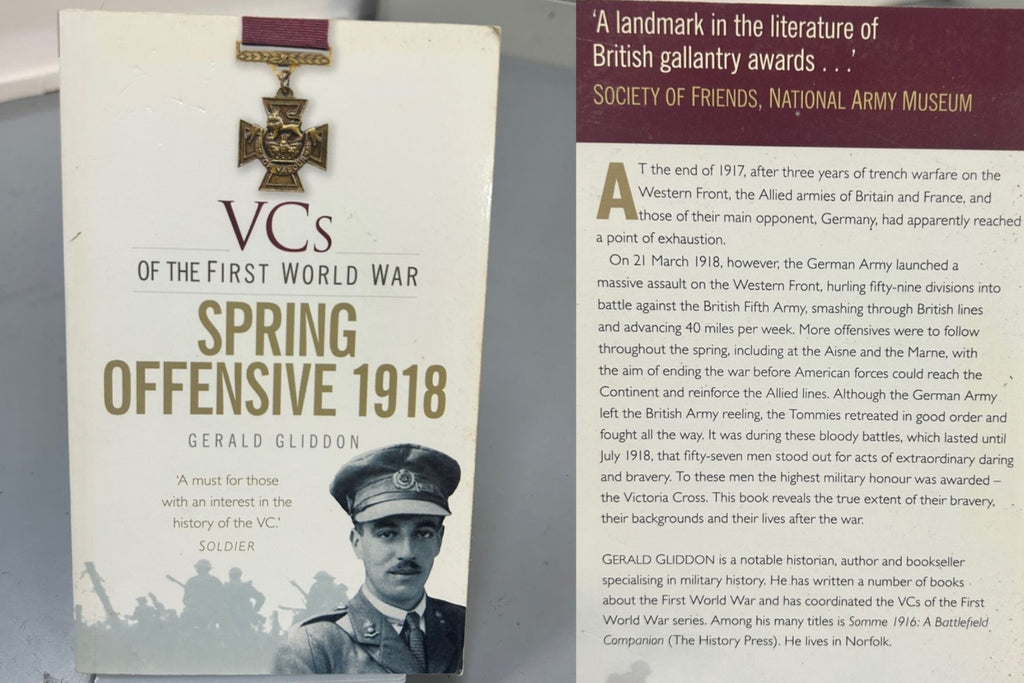 VCs
OF THE FIRST WORLD WAR
SPRING
OFFENSIVE 1918
GERALD GLIDDON
'A must for those
with an interest in the
history of the VC.'
SOLDIER
'A landmark in the literature of
British gallantry awards . . .'
SOCIETY OF FRIENDS, NATIONAL ARMY MUSEUM
AT the end of 1917, after three years of trench warfare on the
Western Front, the Allied armies of Britain and France, and
those of their main opponent, Germany, had apparently reached
a point of exhaustion.
On 21 March 1918, however, the German Army launched a
massive assault on the Western Front, hurling fifty-nine divisions into
battle against the British Fifth Army, smashing through British lines
and advancing 40 miles per week. More offensives were to follow
throughout the spring, including at the Aisne and the Marne, with
the aim of ending the war before American forces could reach the
Continent and reinforce the Allied lines. Although the German Army
left the British Army reeling, the Tommies retreated in good order and
fought all the way. It was during these bloody battles, which lasted until
July 1918, that fifty-seven men stood out for acts of extraordinary daring
and bravery. To these men the highest military honour was awarded –
the Victoria Cross. This book reveals the true extent of their bravery,
their backgrounds and their lives after the war.
GERALD GLIDDON is a notable historian, author and bookseller
specialising in military history. He has written a number of books
about the First World War and has coordinated the VCs of the First
World War series. Among his many titles is Somme 1916: A Battlefield
Companion (The History Press). He lives in Norfolk.